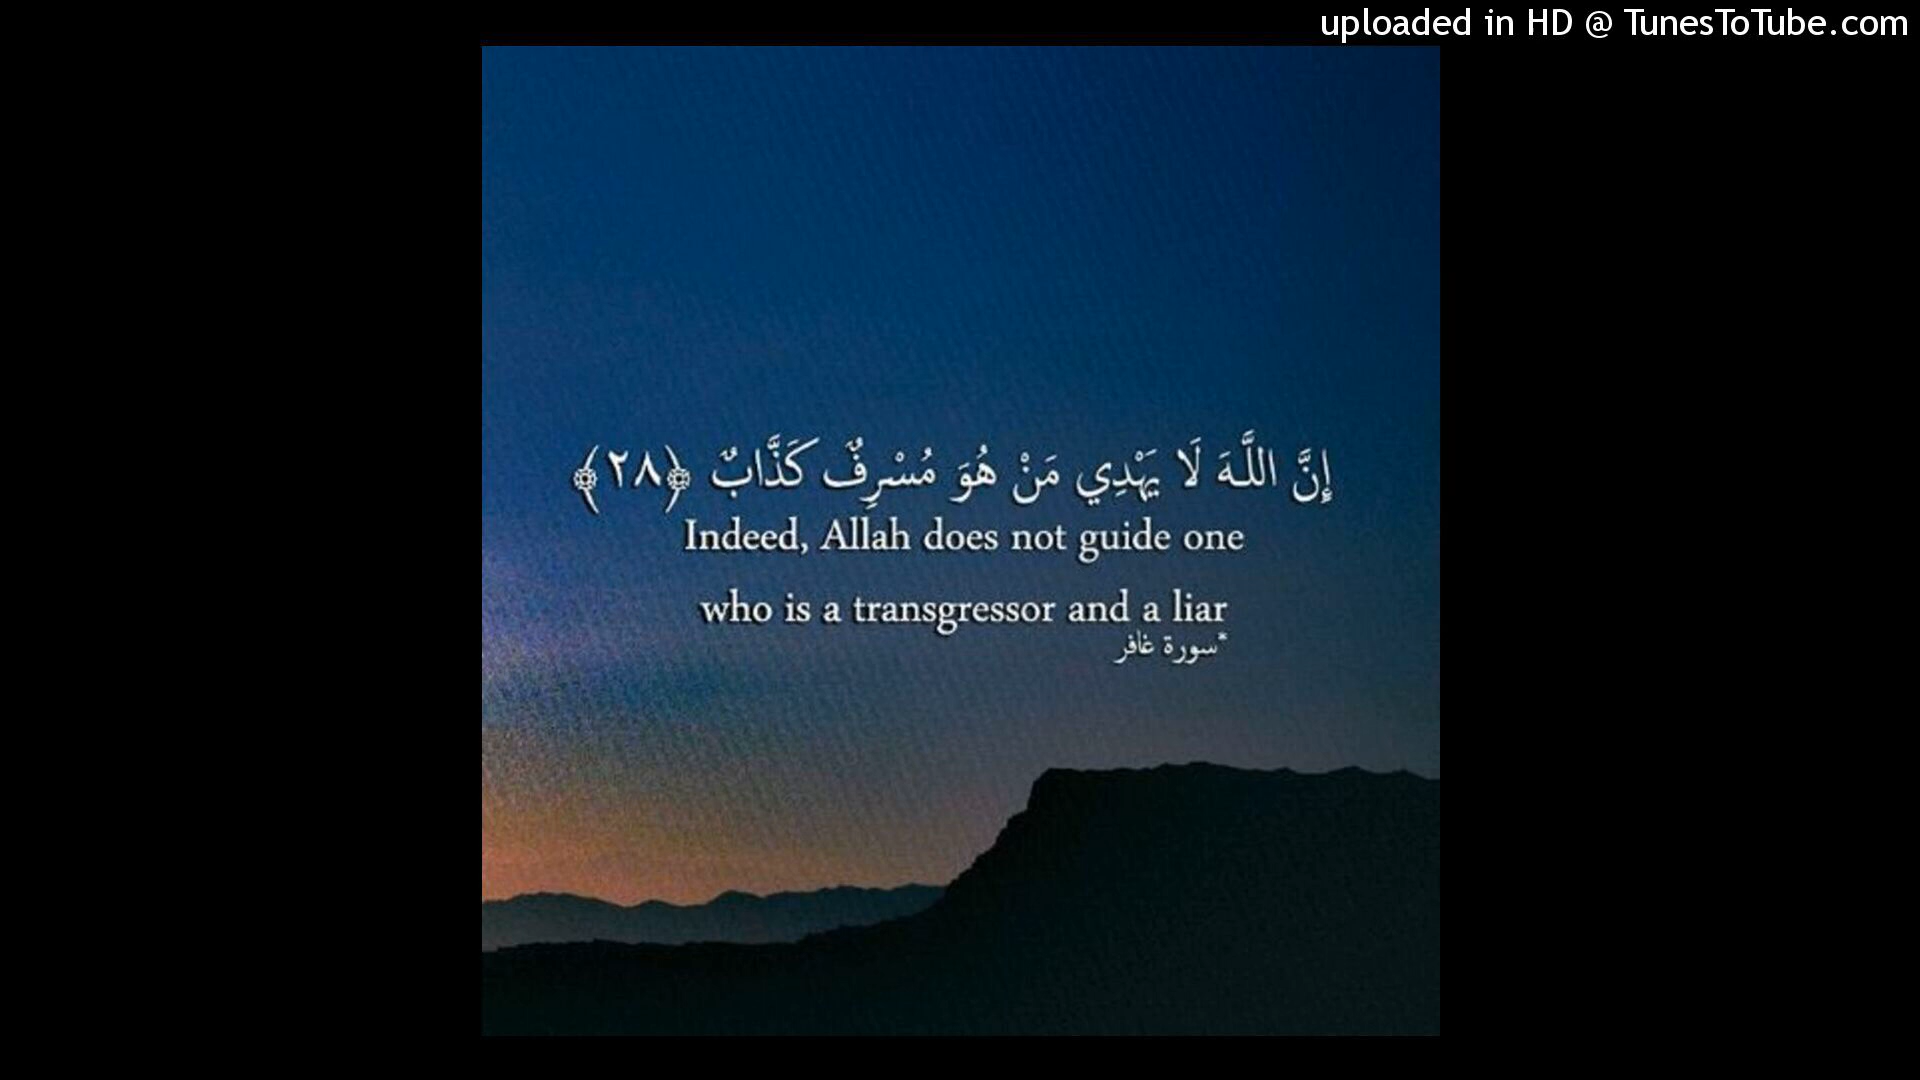 uploaded in HD @ TunesToTube.com
إِنَّ اللَّـهَ لَا يَهْدِي مَنْ هُوَ مُسْرِفٌ كَذَّابٌ ﴿٢٨﴾
Indeed, Allah does not guide one
who is a transgressor and a liar
*سورة غافر